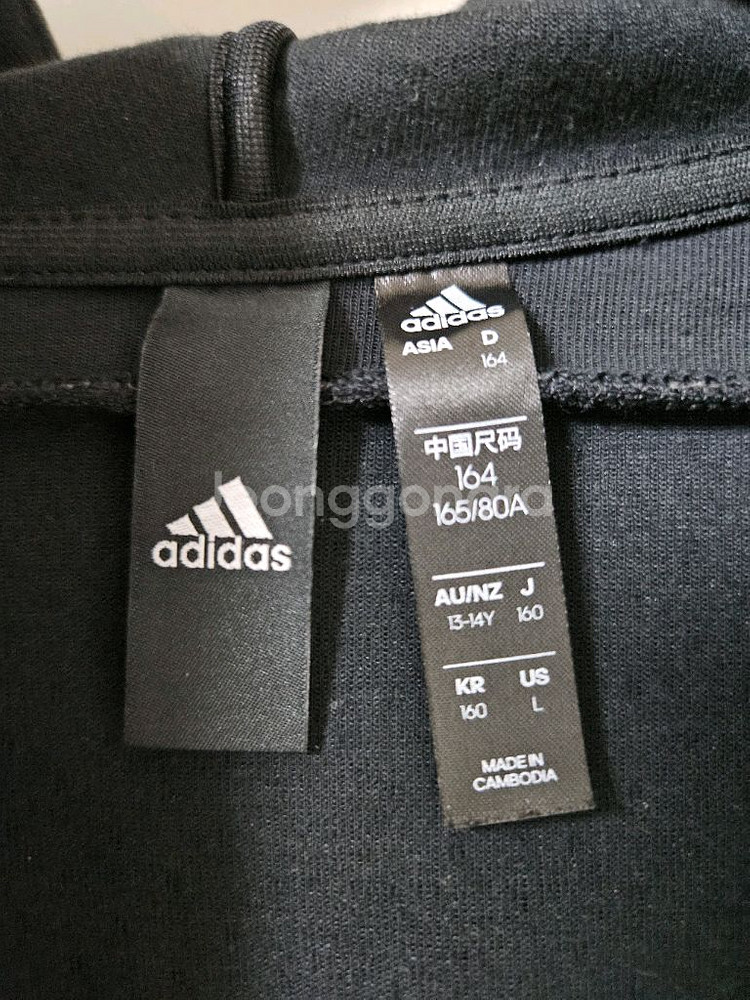 adidas
adidas
ASIA D
164
中国尺码
164
165/80A
AU/NZ J
13-14Y 160
KR US
160 L
MADE IN
CAMBODIA